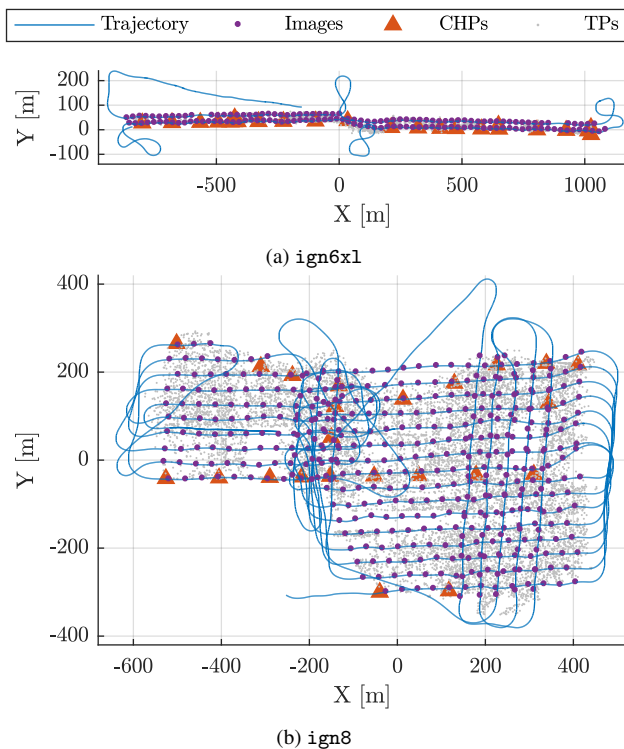 Trajectory Images CHPs TPs
200
100
0
-100
Y [m]
-500 0 500 1000
X [m]
(a) ign6xl
400
200
0
-200
-400
Y [m]
-600 -400 -200 0 200 400
X [m]
(b) ign8